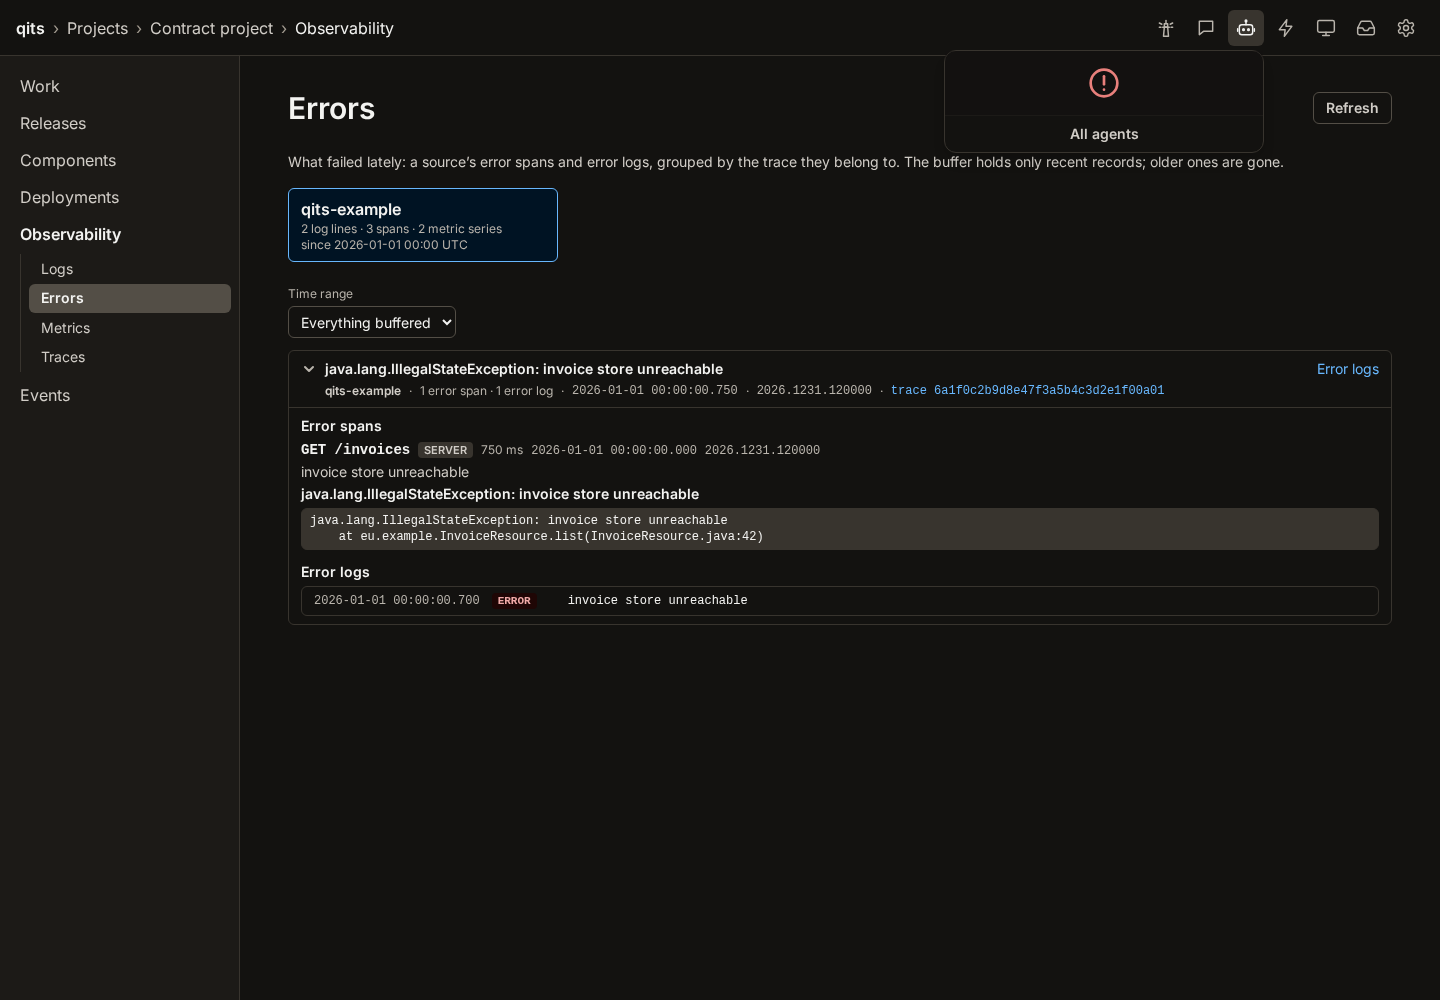 qits › Projects › Contract project › Observability
All agents
Work
Releases
Components
Deployments
Observability
Logs
Errors
Metrics
Traces
Events
Errors
Refresh
What failed lately: a source’s error spans and error logs, grouped by the trace they belong to. The buffer holds only recent records; older ones are gone.
qits-example
2 log lines · 3 spans · 2 metric series
since 2026-01-01 00:00 UTC
Time range
Everything buffered
java.lang.IllegalStateException: invoice store unreachable
Error logs
qits-example · 1 error span · 1 error log · 2026-01-01 00:00:00.750 · 2026.1231.120000 · trace 6a1f0c2b9d8e47f3a5b4c3d2e1f00a01
Error spans
GET /invoices SERVER 750 ms 2026-01-01 00:00:00.000 2026.1231.120000
invoice store unreachable
java.lang.IllegalStateException: invoice store unreachable
java.lang.IllegalStateException: invoice store unreachable
at eu.example.InvoiceResource.list(InvoiceResource.java:42)
Error logs
2026-01-01 00:00:00.700 ERROR invoice store unreachable